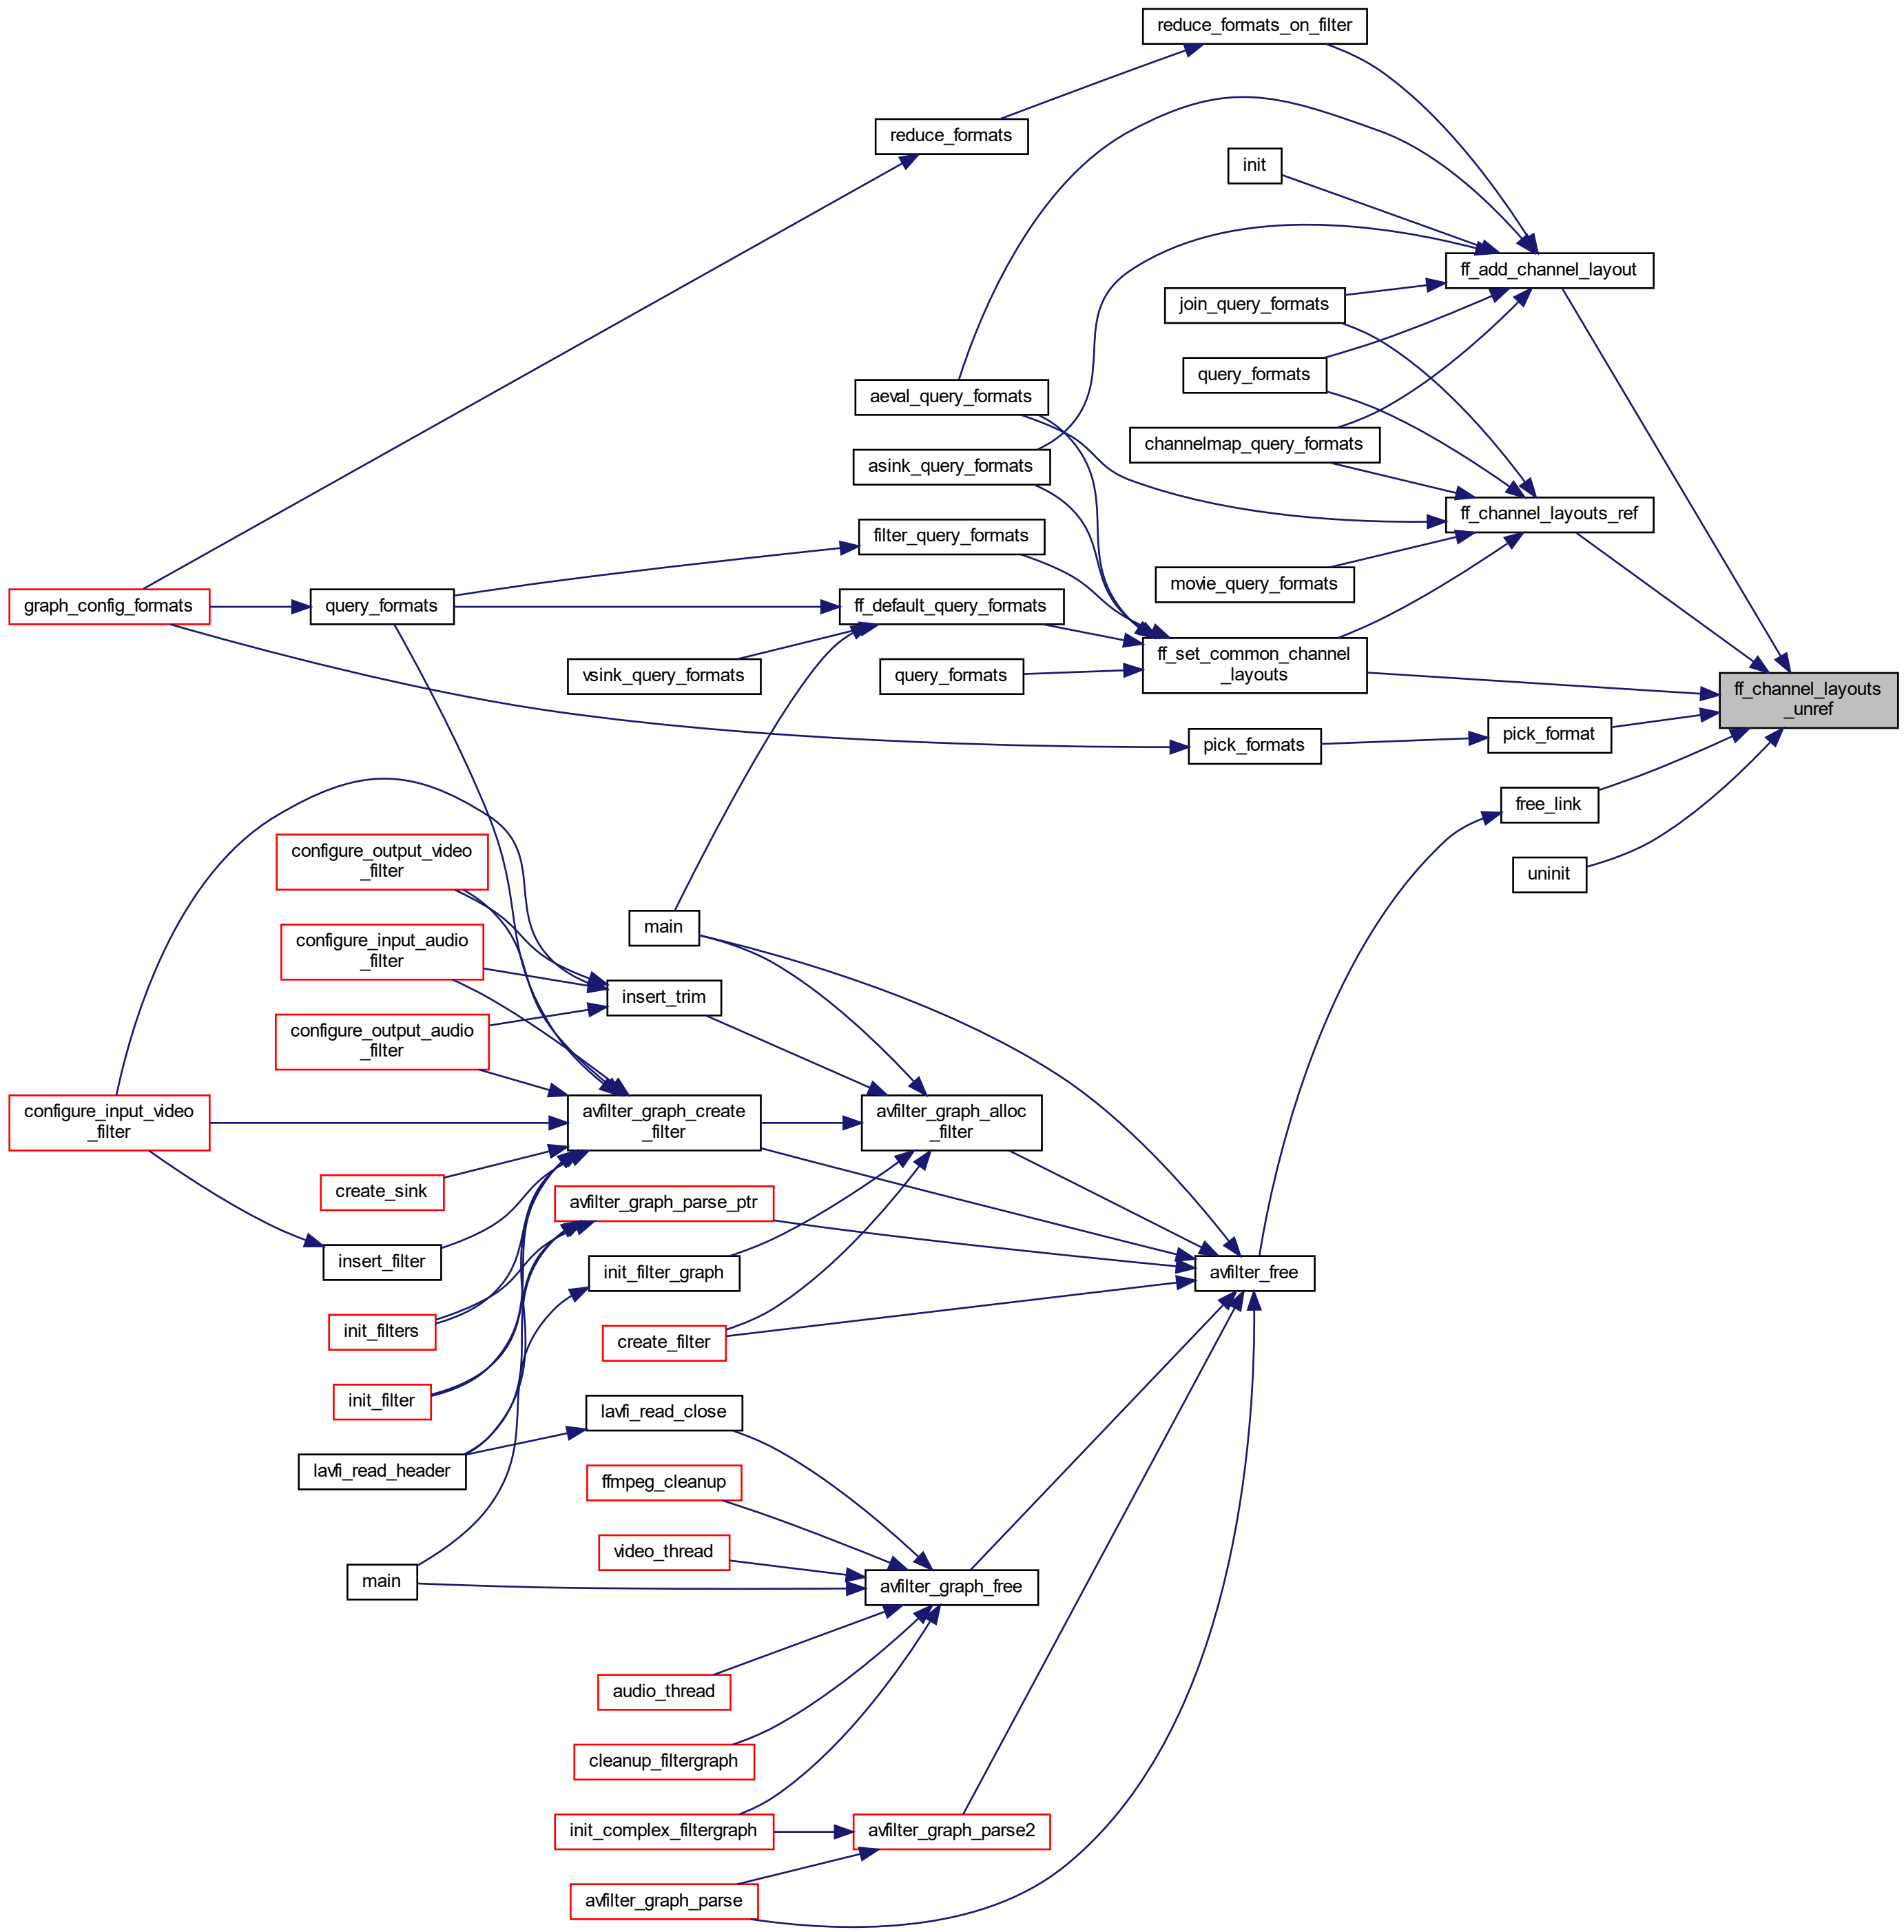 reduce_formats_on_filter
reduce_formats
init
ff_add_channel_layout
join_query_formats
query_formats
aeval_query_formats
channelmap_query_formats
asink_query_formats
ff_channel_layouts_ref
filter_query_formats
movie_query_formats
graph_config_formats
query_formats
ff_default_query_formats
ff_set_common_channel
_layouts
vsink_query_formats
query_formats
ff_channel_layouts
_unref
pick_formats
pick_format
free_link
configure_output_video
_filter
uninit
main
configure_input_audio
_filter
insert_trim
configure_output_audio
_filter
configure_input_video
_filter
avfilter_graph_create
_filter
avfilter_graph_alloc
_filter
create_sink
avfilter_graph_parse_ptr
insert_filter
init_filter_graph
avfilter_free
init_filters
create_filter
init_filter
lavfi_read_close
lavfi_read_header
ffmpeg_cleanup
video_thread
main
avfilter_graph_free
audio_thread
cleanup_filtergraph
init_complex_filtergraph
avfilter_graph_parse2
avfilter_graph_parse